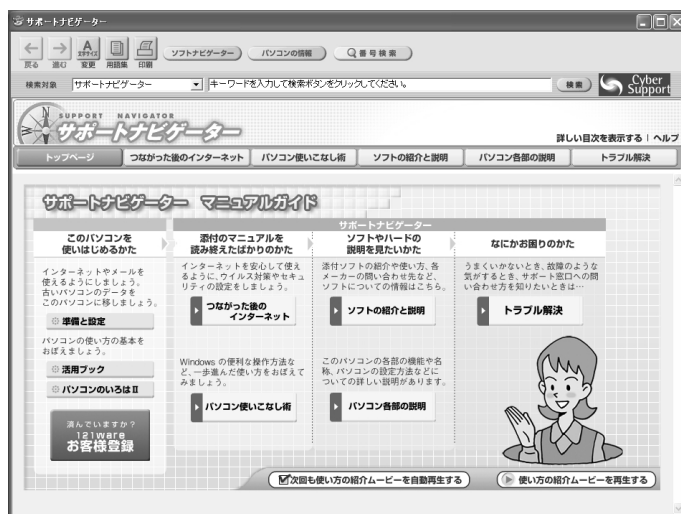 サポートナビゲーター
戻る 進む 変更 用語集 印刷
文字サイズ
ソフトナビゲーター
パソコンの情報
番号検索
検索対象 サポートナビゲーター キーワードを入力して検索ボタンをクリックしてください。 検索
Cyber
Support
SUPPORT NAVIGATOR
サポートナビゲーター
詳しい目次を表示する | ヘルプ
トップページ つながった後のインターネット パソコン使いこなし術 ソフトの紹介と説明 パソコン各部の説明 トラブル解決
サポートナビゲーター マニュアルガイド
このパソコンを
使いはじめるかた
インターネットやメールを
使えるようにしましょう。
古いパソコンのデータを
このパソコンに移しましょう。
準備と設定
パソコンの使い方の基本を
おぼえましょう。
活用ブック
パソコンのいろはⅡ
済んでいますか?
121ware
お客様登録
サポートナビゲーター
添付のマニュアルを
読み終えたばかりのかた
インターネットを安心して使え
るように、ウイルス対策やセキュ
リティの設定をしましょう。
つながった後の
インターネット
Windows の便利な操作方法な
ど、一歩進んだ使い方をおぼえて
みましょう。
パソコン使いこなし術
ソフトやハードの
説明を見たいかた
添付ソフトの紹介や使い方、各
メーカーの問い合わせ先など、
ソフトについての情報はこちら。
ソフトの紹介と説明
このパソコンの各部の機能や名
称、パソコンの設定方法などに
ついての詳しい説明があります。
パソコン各部の説明
なにかお困りのかた
うまくいかないとき、故障のような
気がするとき、サポート窓口への問
い合わせ方を知りたいときは…
トラブル解決
次回も使い方の紹介ムービーを自動再生する
使い方の紹介ムービーを再生する